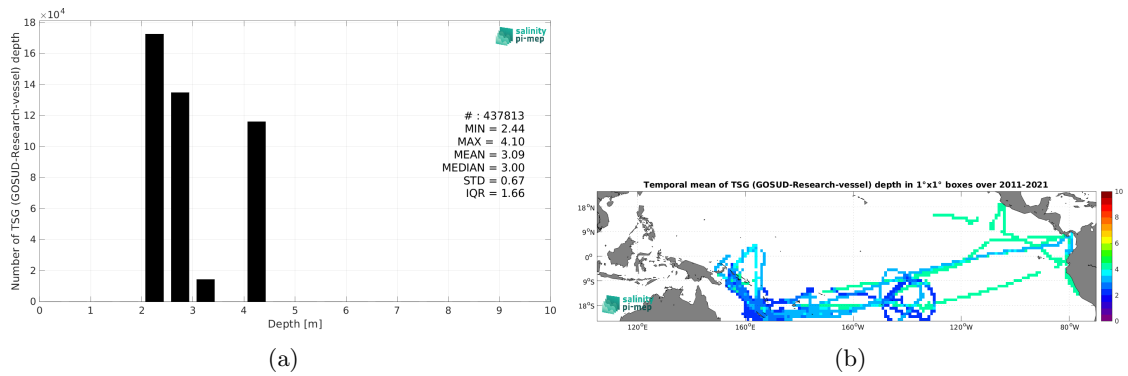 ×10⁴
18
16
14
12
10
8
6
4
2
0
Number of TSG (GOSUD-Research-vessel) depth
salinity
pi-mep
# : 437813
MIN = 2.44
MAX = 4.10
MEAN = 3.09
MEDIAN = 3.00
STD = 0.67
IQR = 1.66
0 1 2 3 4 5 6 7 8 9 10
Depth [m]
(a)
Temporal mean of TSG (GOSUD-Research-vessel) depth in 1°x1° boxes over 2011-2021
18°N
9°N
0°
9°S
18°S
salinity
pi-mep
120°E 160°E 160°W 120°W 80°W
10
8
6
4
2
0
(b)